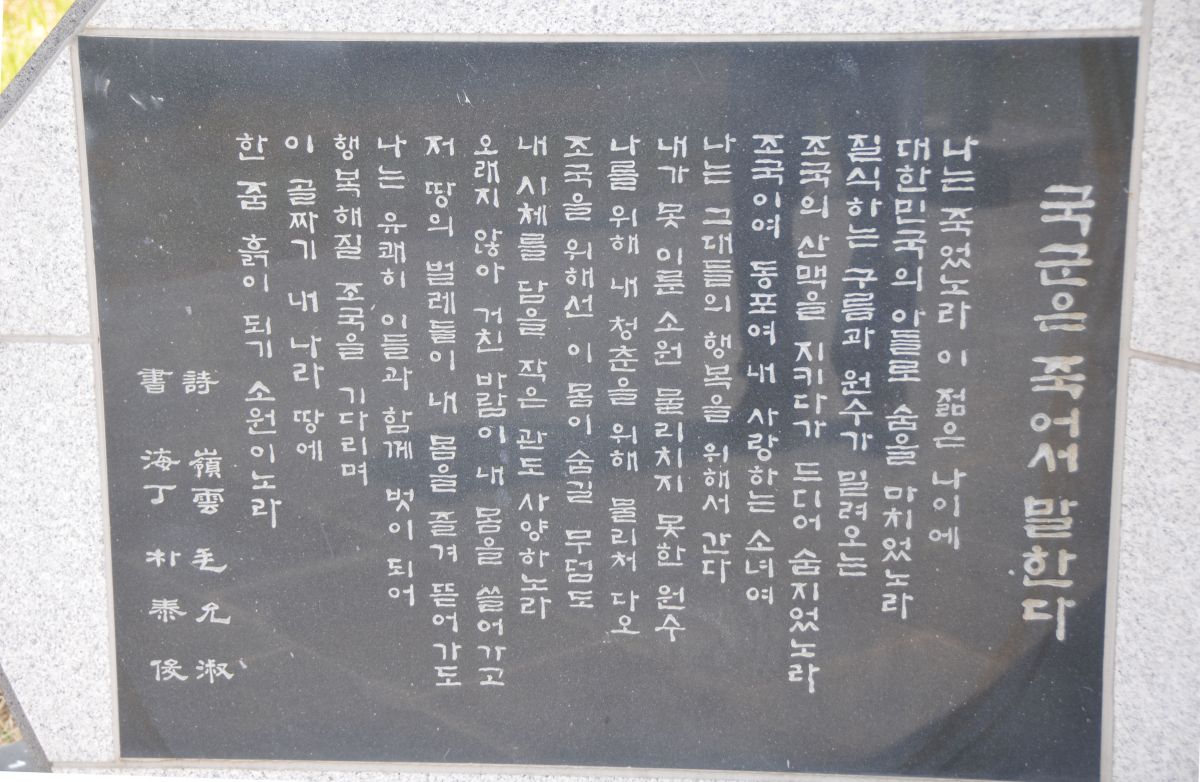 국군은 죽어서 말한다
나는 죽었노라 이 젊은 나이에
대한민국의 아들로 숨을 마치었노라
질식하는 구름과 원수가 밀려오든
조국의 산맥을 지키다가 드디어 숨지었노라
조국이여 동포여 내 사랑하는 소녀여
나는 그대들의 행복을 위해서 간다
내가 못 이룬 소원 물리치지 못한 원수
나를 위해 내 청춘을 위해 물리처 다오
조국을 위해선 이 몸이 숨길 무덤도
내 시체를 담을 작은 관도 사양하노라
오래지 않아 거친 바람이 내 몸을 쓸어가고
저 땅의 벌레들이 내 몸을 즐겨 뜯어가도
나는 유쾌히 이들과 함께 벗이 되어
행복해질 조국을 기다리며
이 골짜기 내 나라 땅에
한 줌 흙이 되기 소원이노라
詩 嶺雲 毛允淑
書 海丁 朴泰俊